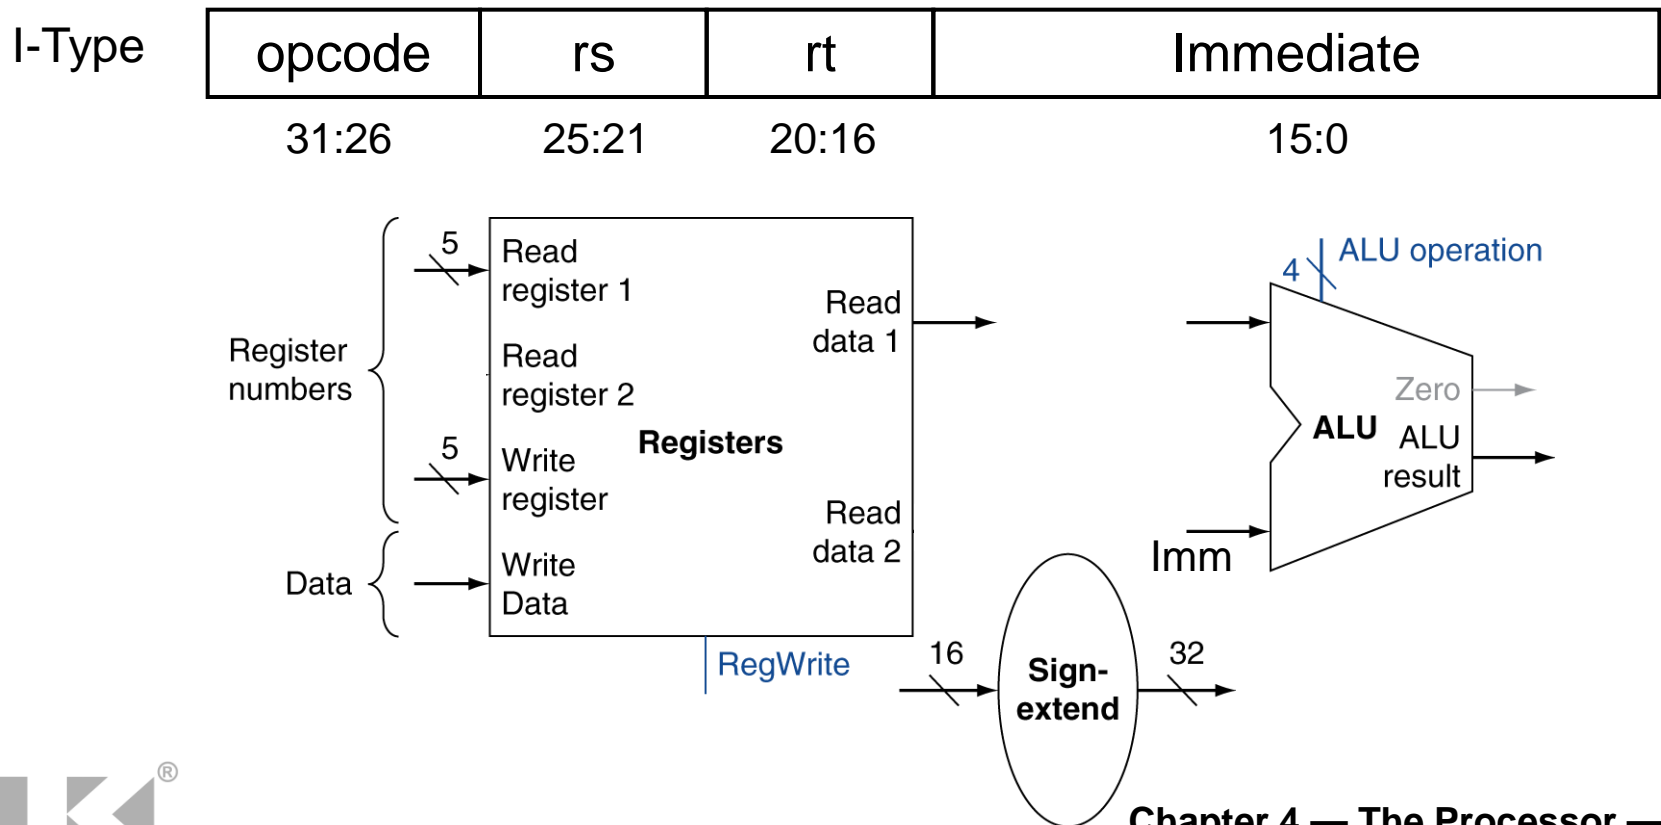 I-Type
opcode
rs
rt
Immediate
31:26
25:21
20:16
15:0
Register
numbers
Data
5
5
Read
register 1
Read
register 2
Write
register
Write
Data
Registers
Read
data 1
Read
data 2
RegWrite
16
Sign-
extend
32
4
ALU operation
Zero
ALU
ALU
result
Imm
®
Chapter 4 — The Processor —